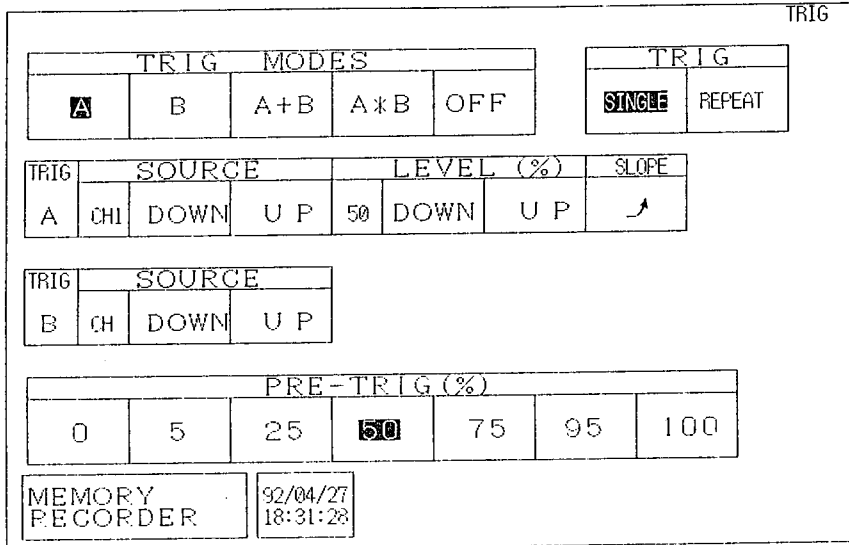 TRIG
TRIG MODES
TRIG
A B A+B A*B OFF
SINGLE REPEAT
TRIG SOURCE LEVEL (%) SLOPE
A CH1 DOWN UP 50 DOWN UP
TRIG SOURCE
B CH DOWN UP
PRE-TRIG(%)
0 5 25 50 75 95 100
MEMORY
RECORDER
92/04/27
18:31:28